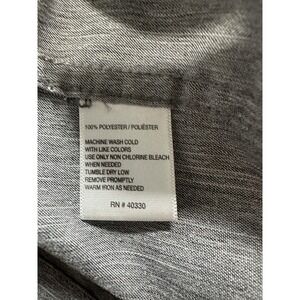 100% POLYESTER / POLIÉSTER
MACHINE WASH COLD
WITH LIKE COLORS
USE ONLY NON CHLORINE BLEACH
WHEN NEEDED
TUMBLE DRY LOW
REMOVE PROMPTLY
WARM IRON AS NEEDED
RN # 40330